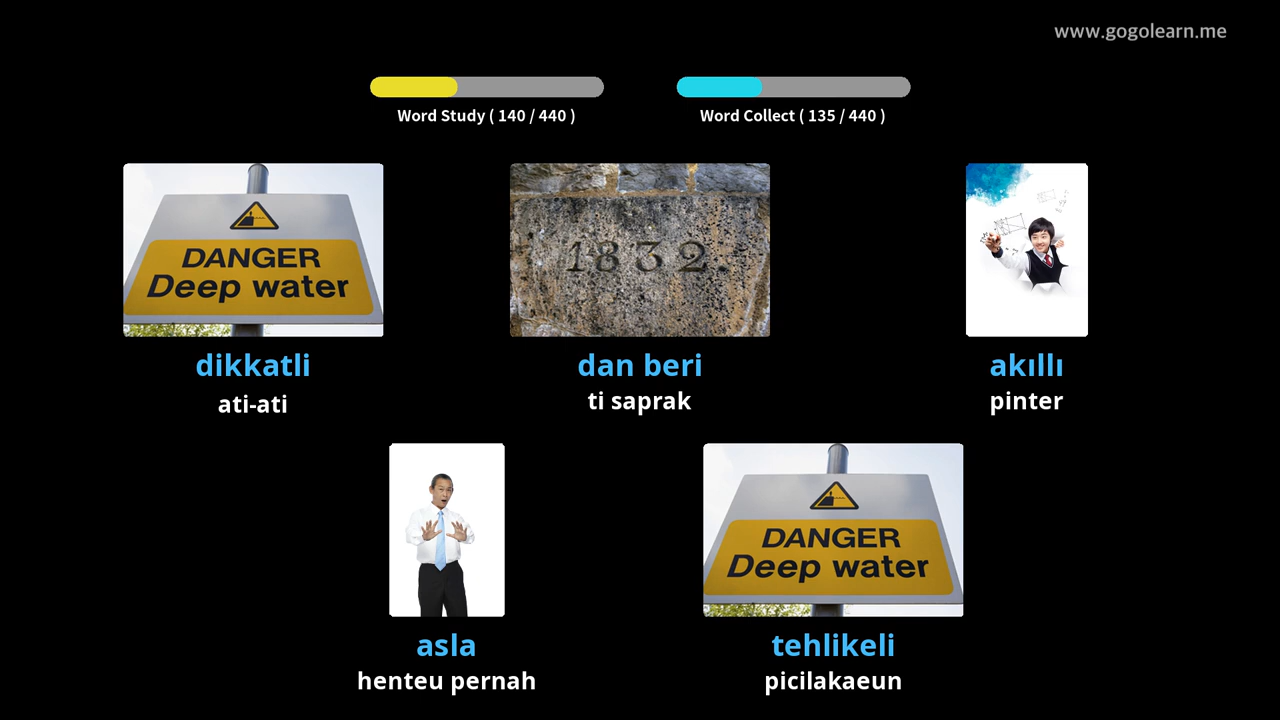 www.gogolearn.me
Word Study ( 140 / 440 )
Word Collect ( 135 / 440 )
DANGER
Deep water
1832.
dikkatli
ati-ati
dan beri
ti saprak
akıllı
pinter
DANGER
Deep water
asla
henteu pernah
tehlikeli
picilakaeun